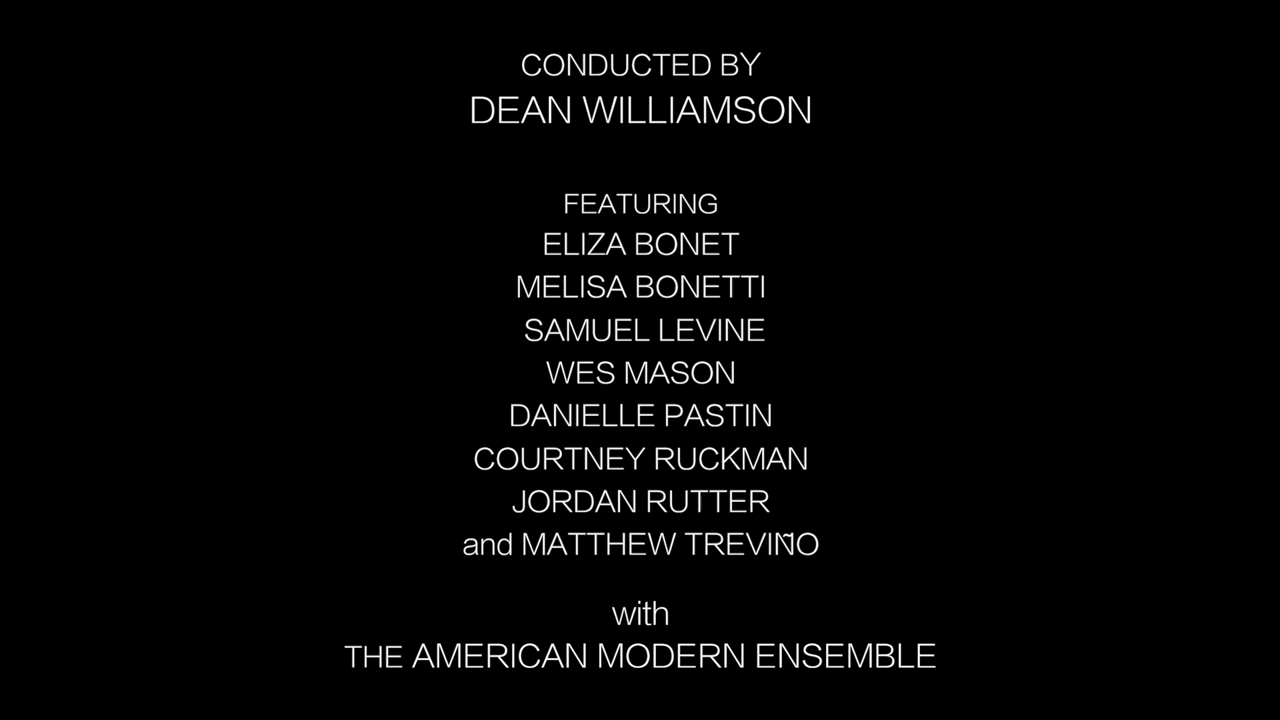 CONDUCTED BY
DEAN WILLIAMSON
FEATURING
ELIZA BONET
MELISA BONETTI
SAMUEL LEVINE
WES MASON
DANIELLE PASTIN
COURTNEY RUCKMAN
JORDAN RUTTER
and MATTHEW TREVIÑO
with
THE AMERICAN MODERN ENSEMBLE